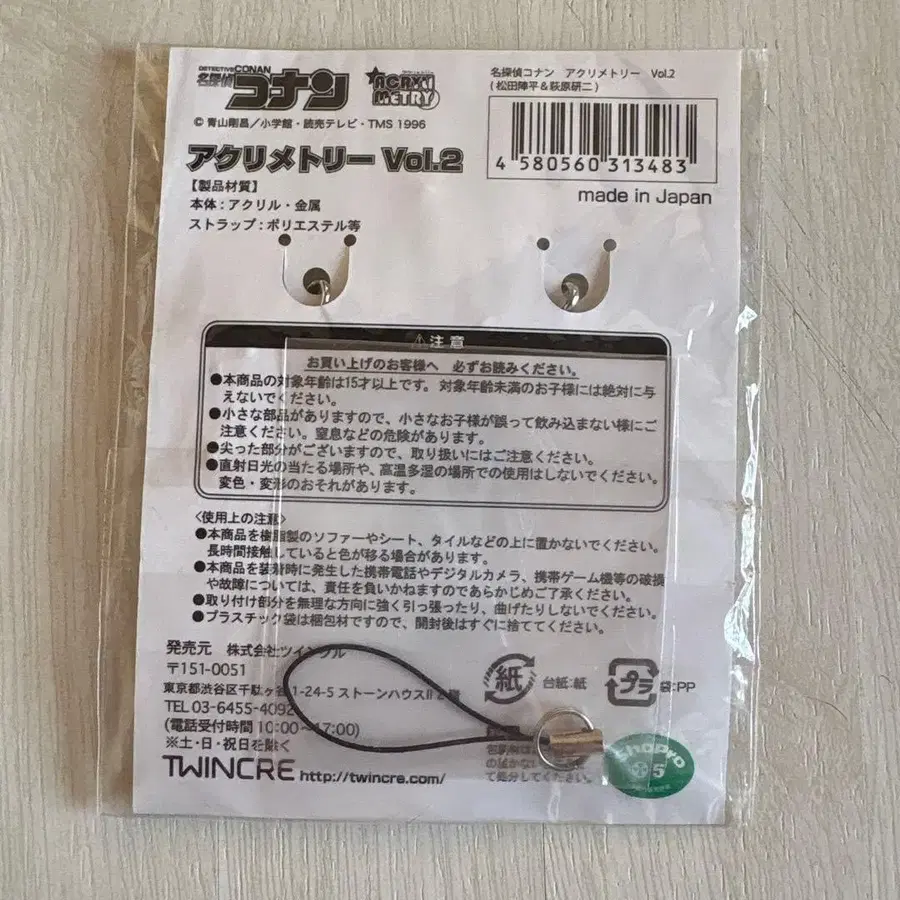 DETECTIVE CONAN
名探偵コナン
ACRYL METRY
© 青山剛昌／小学館・読売テレビ・TMS 1996
名探偵コナン アクリメトリー Vol.2
(松田陣平＆萩原研二)
4 580560 313483
made in Japan
アクリメトリー Vol.2
【製品材質】
本体：アクリル・金属
ストラップ：ポリエステル等
⚠注意
お買い上げのお客様へ 必ずお読みください。
●本商品の対象年齢は15才以上です。対象年齢未満のお子様には絶対に与
えないでください。
●小さな部品がありますので、小さなお子様が誤って飲み込まない様にご
注意ください。窒息などの危険があります。
●尖った部分がございますので、取り扱いにはご注意ください。
●直射日光の当たる場所や、高温多湿の場所での使用はしないでください。
変色・変形のおそれがあります。
〈使用上の注意〉
●本商品を樹脂製のソファーやシート、タイルなどの上に置かないでください。
長時間接触していると色が移る場合があります。
●本商品を装着時に発生した携帯電話やデジタルカメラ、携帯ゲーム機等の破損
や故障については、責任を負いかねますのであらかじめご了承ください。
●取り付け部分を無理な方向に強く引っ張ったり、曲げたりしないでください。
●プラスチック袋は梱包材ですので、開封後はすぐに捨ててください。
発売元 株式会社ツインクル
〒151-0051
東京都渋谷区千駄ヶ谷1-24-5 ストーンハウスII 2階
TEL 03-6455-4092
(電話受付時間 10:00〜17:00)
※土・日・祝日を除く
TWINCRE http://twincre.com/
紙
台紙：紙
プラ
袋：PP
て処分してください。
ShoPro
5